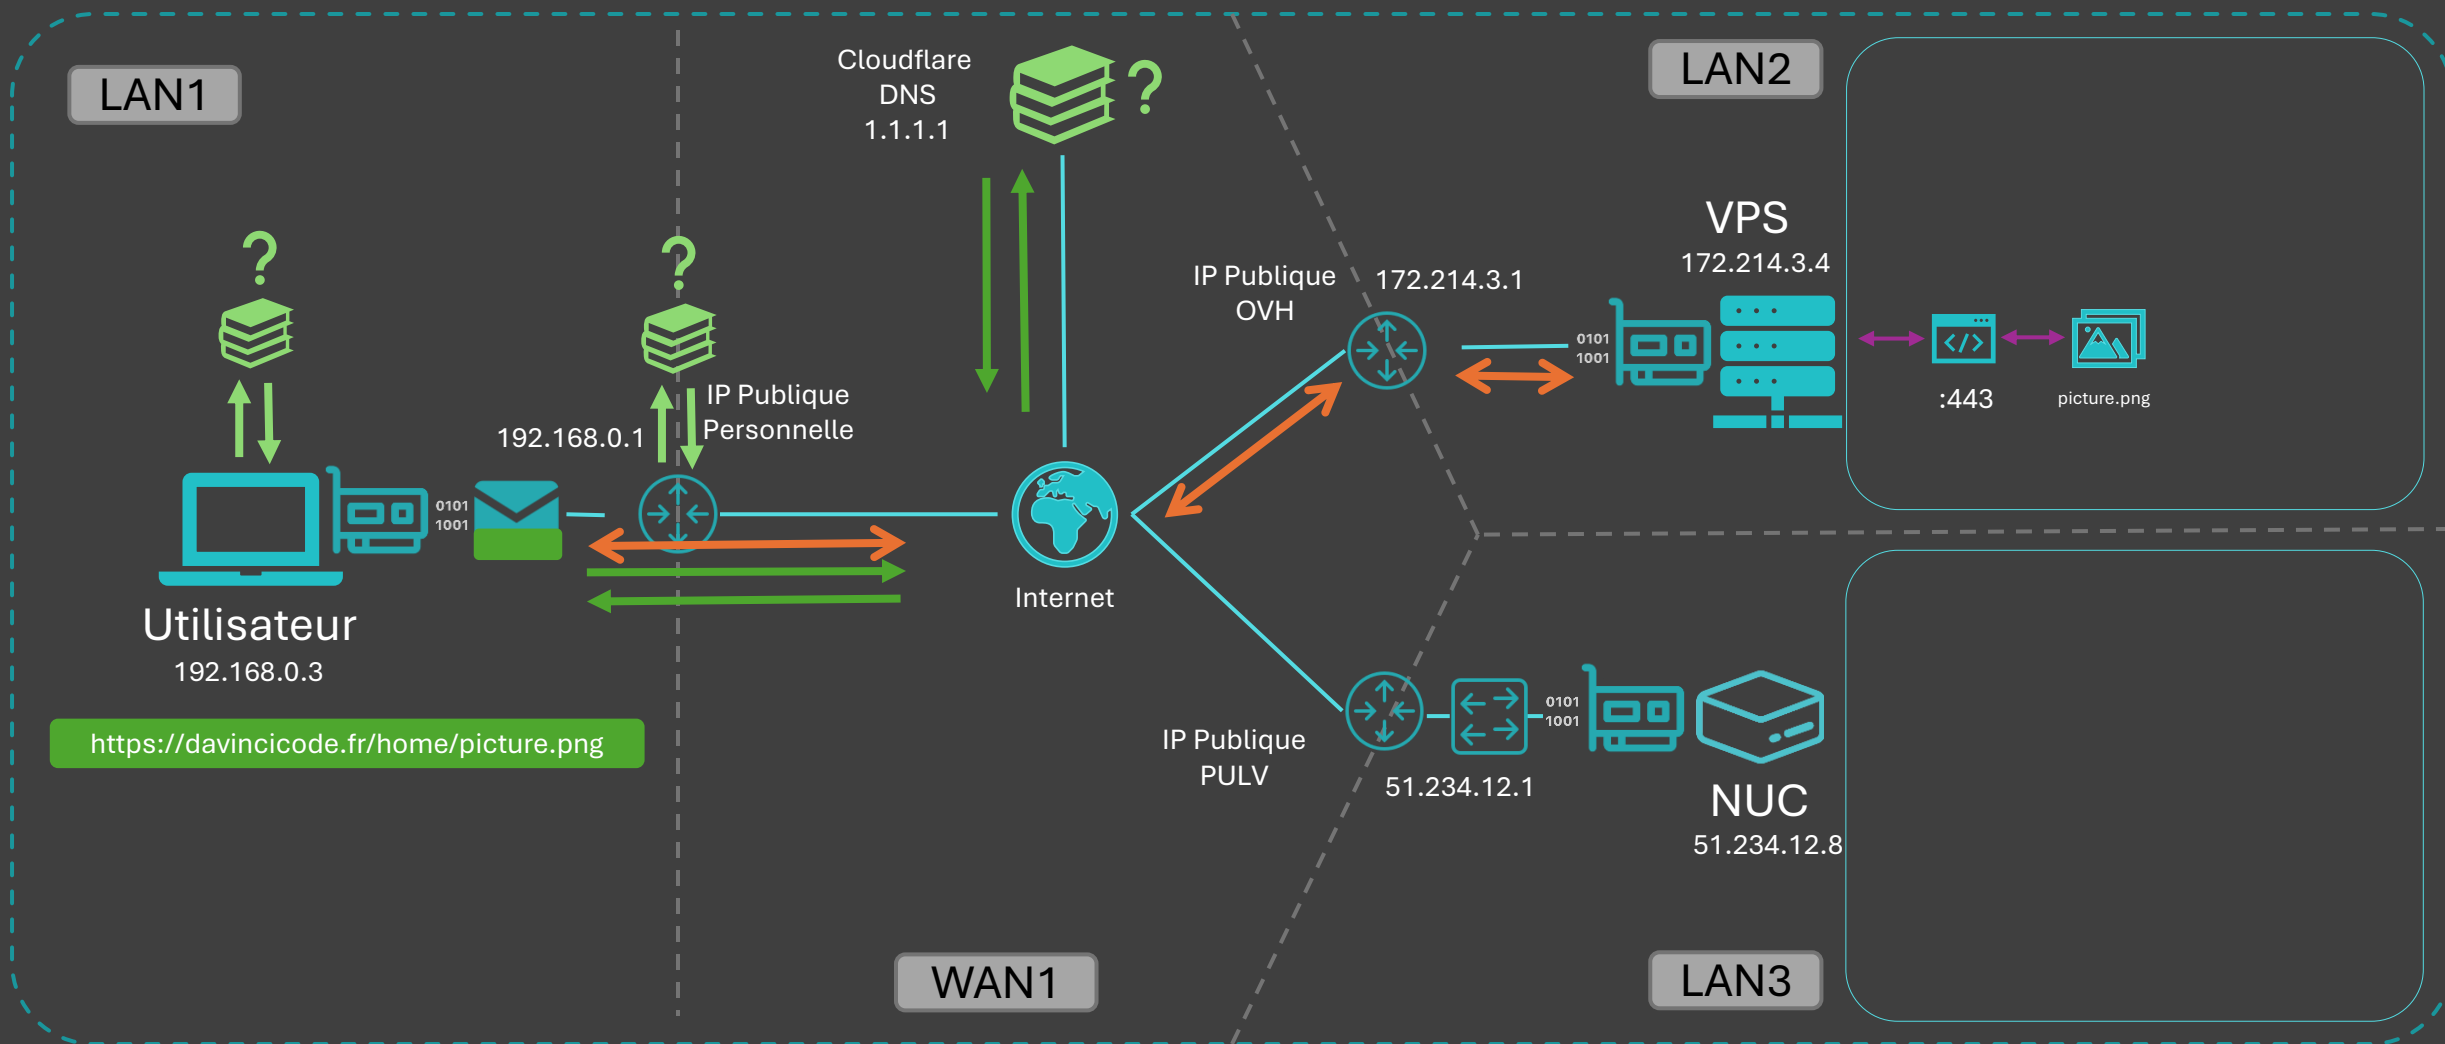 LAN1
Cloudflare
DNS
1.1.1.1
?
LAN2
?
?
VPS
172.214.3.4
IP Publique
OVH
172.214.3.1
0101
1001
:443
picture.png
192.168.0.1
IP Publique
Personnelle
0101
1001
Internet
Utilisateur
192.168.0.3
https://davincicode.fr/home/picture.png
IP Publique
PULV
51.234.12.1
0101
1001
NUC
51.234.12.8
WAN1
LAN3